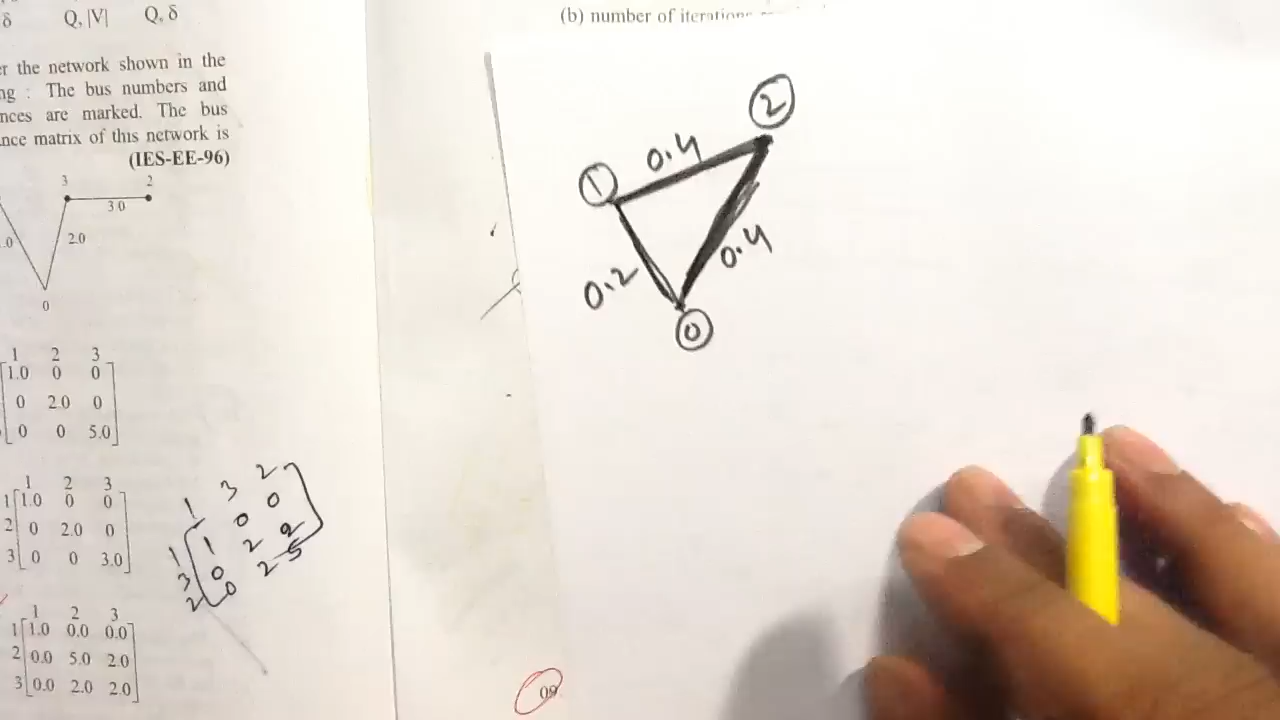 δ Q, |V| Q, δ
er the network shown in the
ng : The bus numbers and
nces are marked. The bus
nce matrix of this network is
(IES-EE-96)
3 2
3.0
.0 2.0
0
1 2 3
1.0 0 0
0 2.0 0
0 0 5.0
1 2 3
1 1.0 0 0
2 0 2.0 0
3 0 0 3.0
1 2 3
1 1.0 0.0 0.0
2 0.0 5.0 2.0
3 0.0 2.0 2.0
1 3 2
1 1 0 0
3 0 2 2
2 0 2 5
(b) number of iterations
2
0.4
1
0.4
0.2
0
09